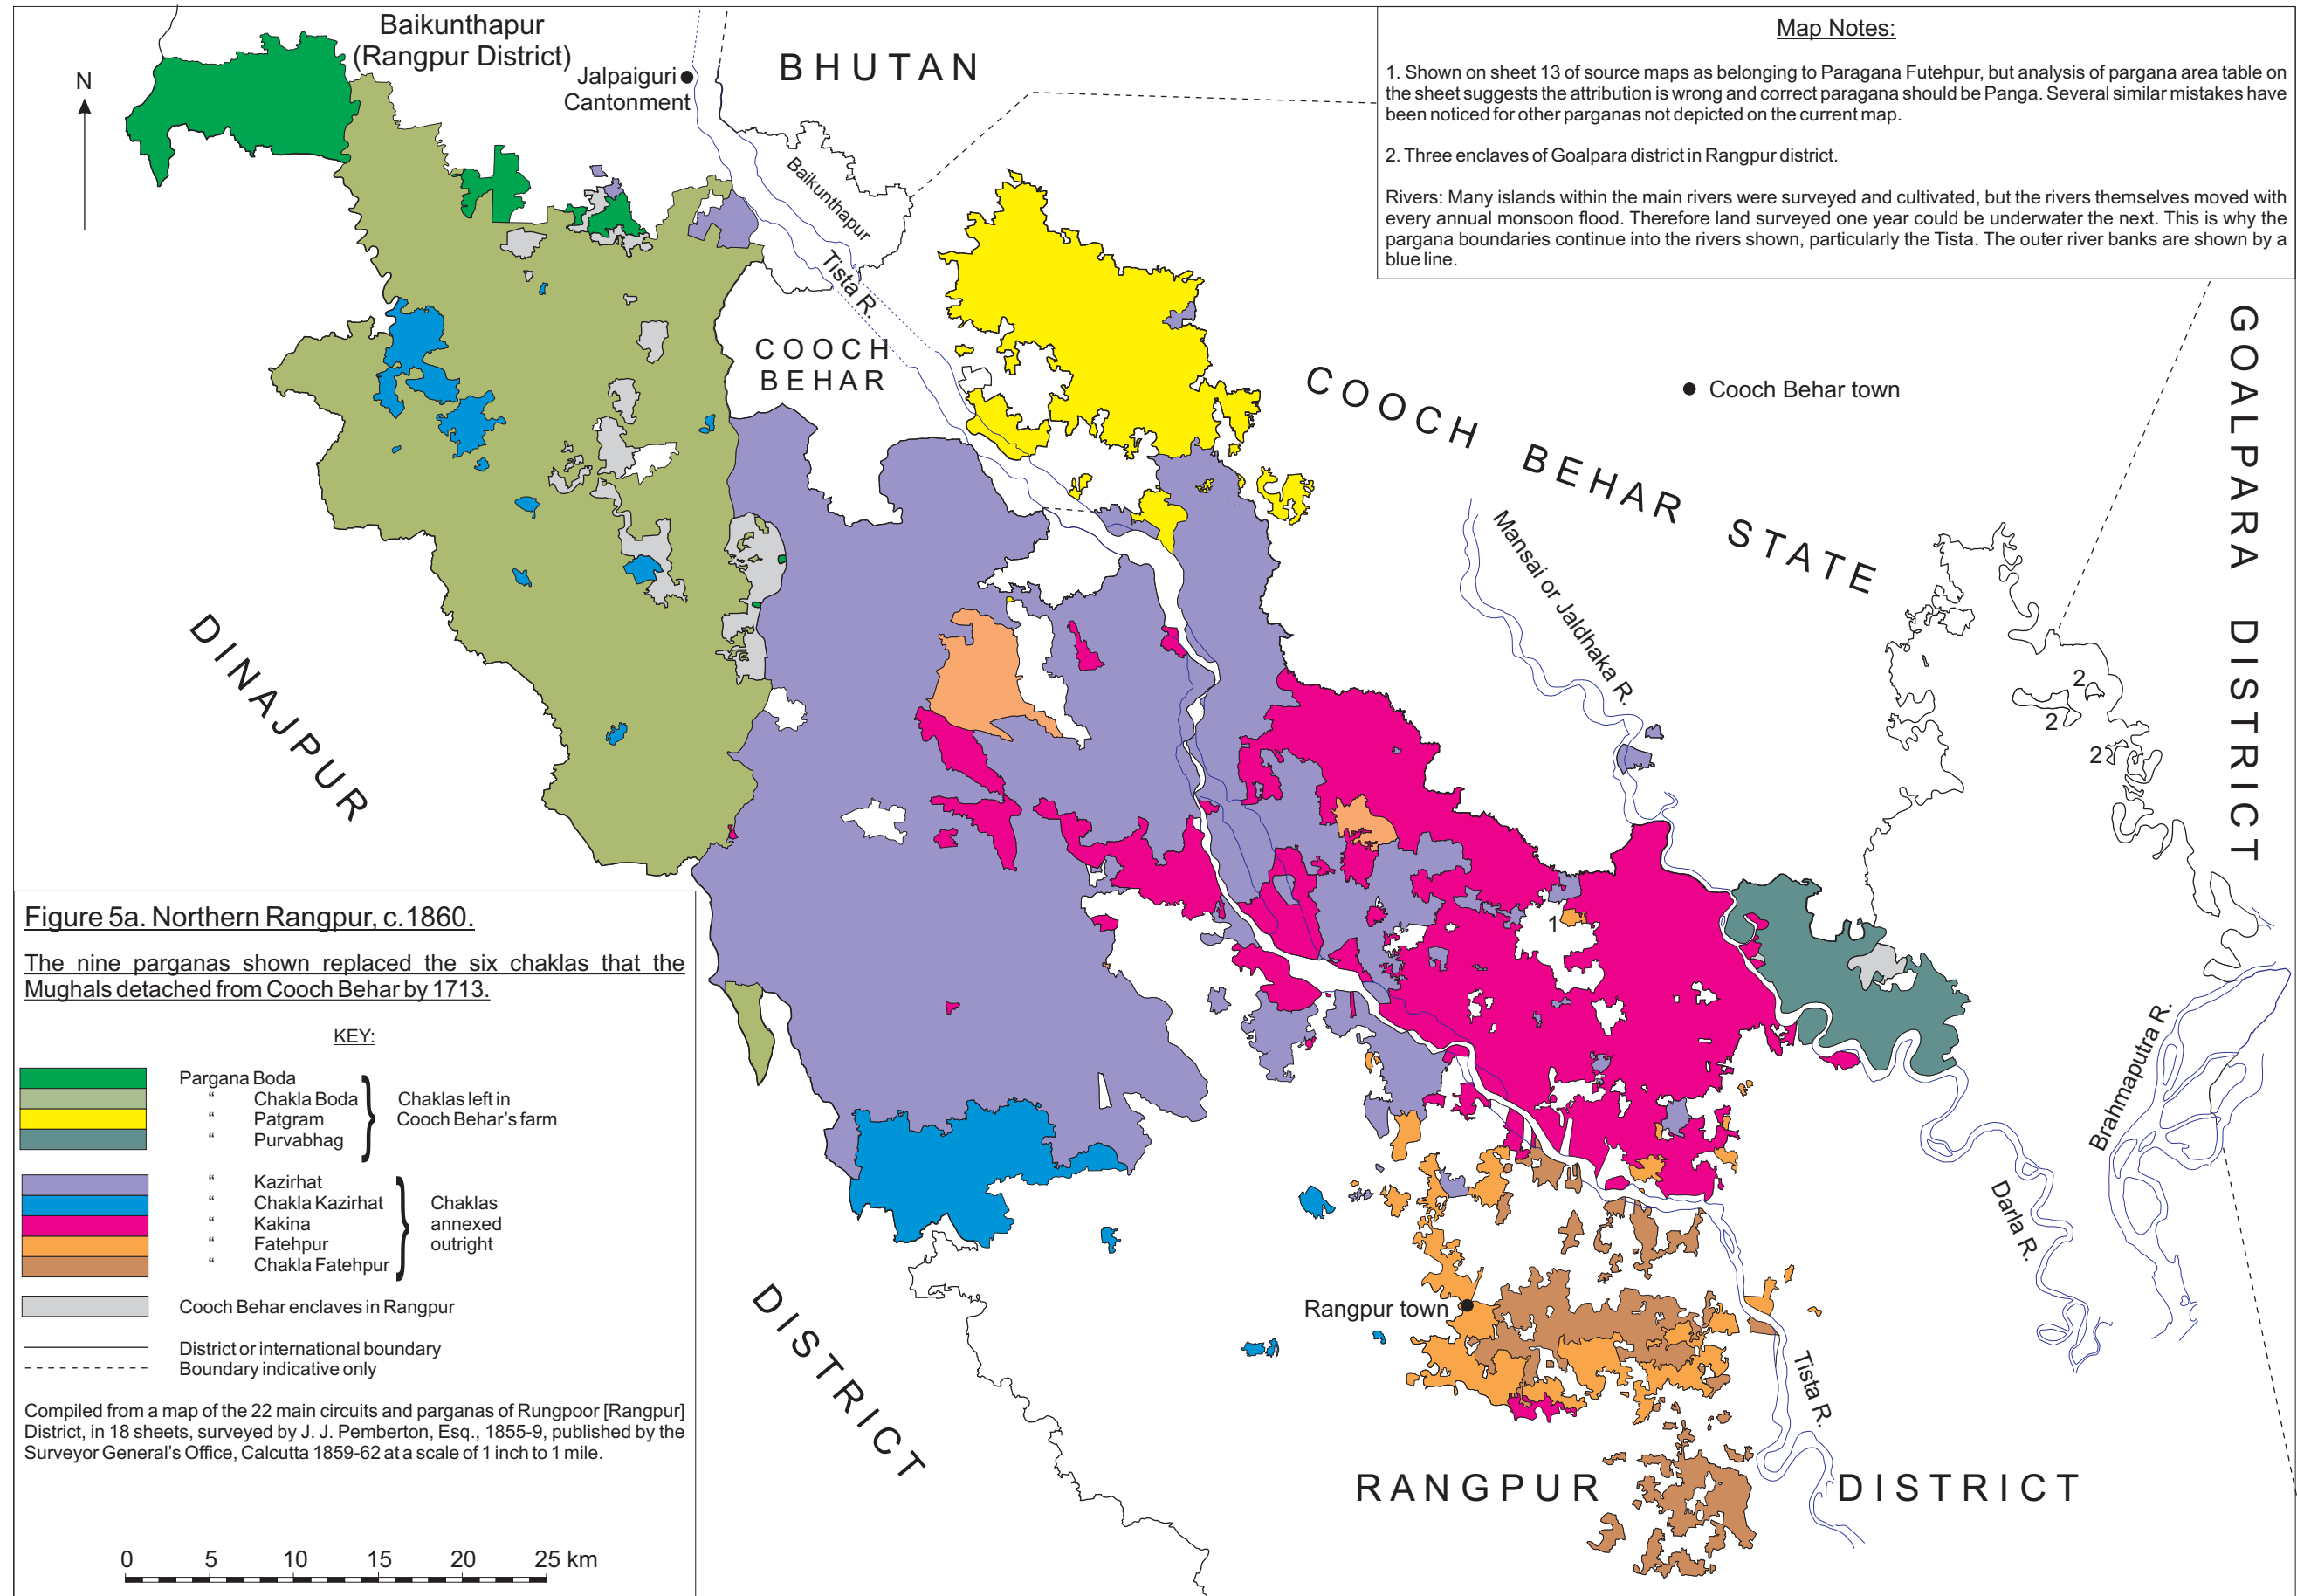 Baikunthapur
(Rangpur District)
Jalpaiguri
Cantonment
BHUTAN
N
Baikunthapur
Tista R.
COOCH
BEHAR
Map Notes:
1. Shown on sheet 13 of source maps as belonging to Paragana Futehpur, but analysis of pargana area table on
the sheet suggests the attribution is wrong and correct paragana should be Panga. Several similar mistakes have
been noticed for other parganas not depicted on the current map.
2. Three enclaves of Goalpara district in Rangpur district.
Rivers: Many islands within the main rivers were surveyed and cultivated, but the rivers themselves moved with
every annual monsoon flood. Therefore land surveyed one year could be underwater the next. This is why the
pargana boundaries continue into the rivers shown, particularly the Tista. The outer river banks are shown by a
blue line.
COOCH BEHAR STATE
Cooch Behar town
GOALPARA DISTRICT
Mansai or Jaldhaka R.
2
2
2
1
DINAJPUR
DISTRICT
Brahmaputra R.
Darla R.
Rangpur town
Tista R.
RANGPUR DISTRICT
Figure 5a. Northern Rangpur, c.1860.
The nine parganas shown replaced the six chaklas that the
Mughals detached from Cooch Behar by 1713.
KEY:
Pargana Boda
“ Chakla Boda
“ Patgram
“ Purvabhag
Chaklas left in
Cooch Behar's farm
“ Kazirhat
“ Chakla Kazirhat
“ Kakina
“ Fatehpur
“ Chakla Fatehpur
Chaklas
annexed
outright
Cooch Behar enclaves in Rangpur
District or international boundary
Boundary indicative only
Compiled from a map of the 22 main circuits and parganas of Rungpoor [Rangpur]
District, in 18 sheets, surveyed by J. J. Pemberton, Esq., 1855-9, published by the
Surveyor General's Office, Calcutta 1859-62 at a scale of 1 inch to 1 mile.
0 5 10 15 20 25 km